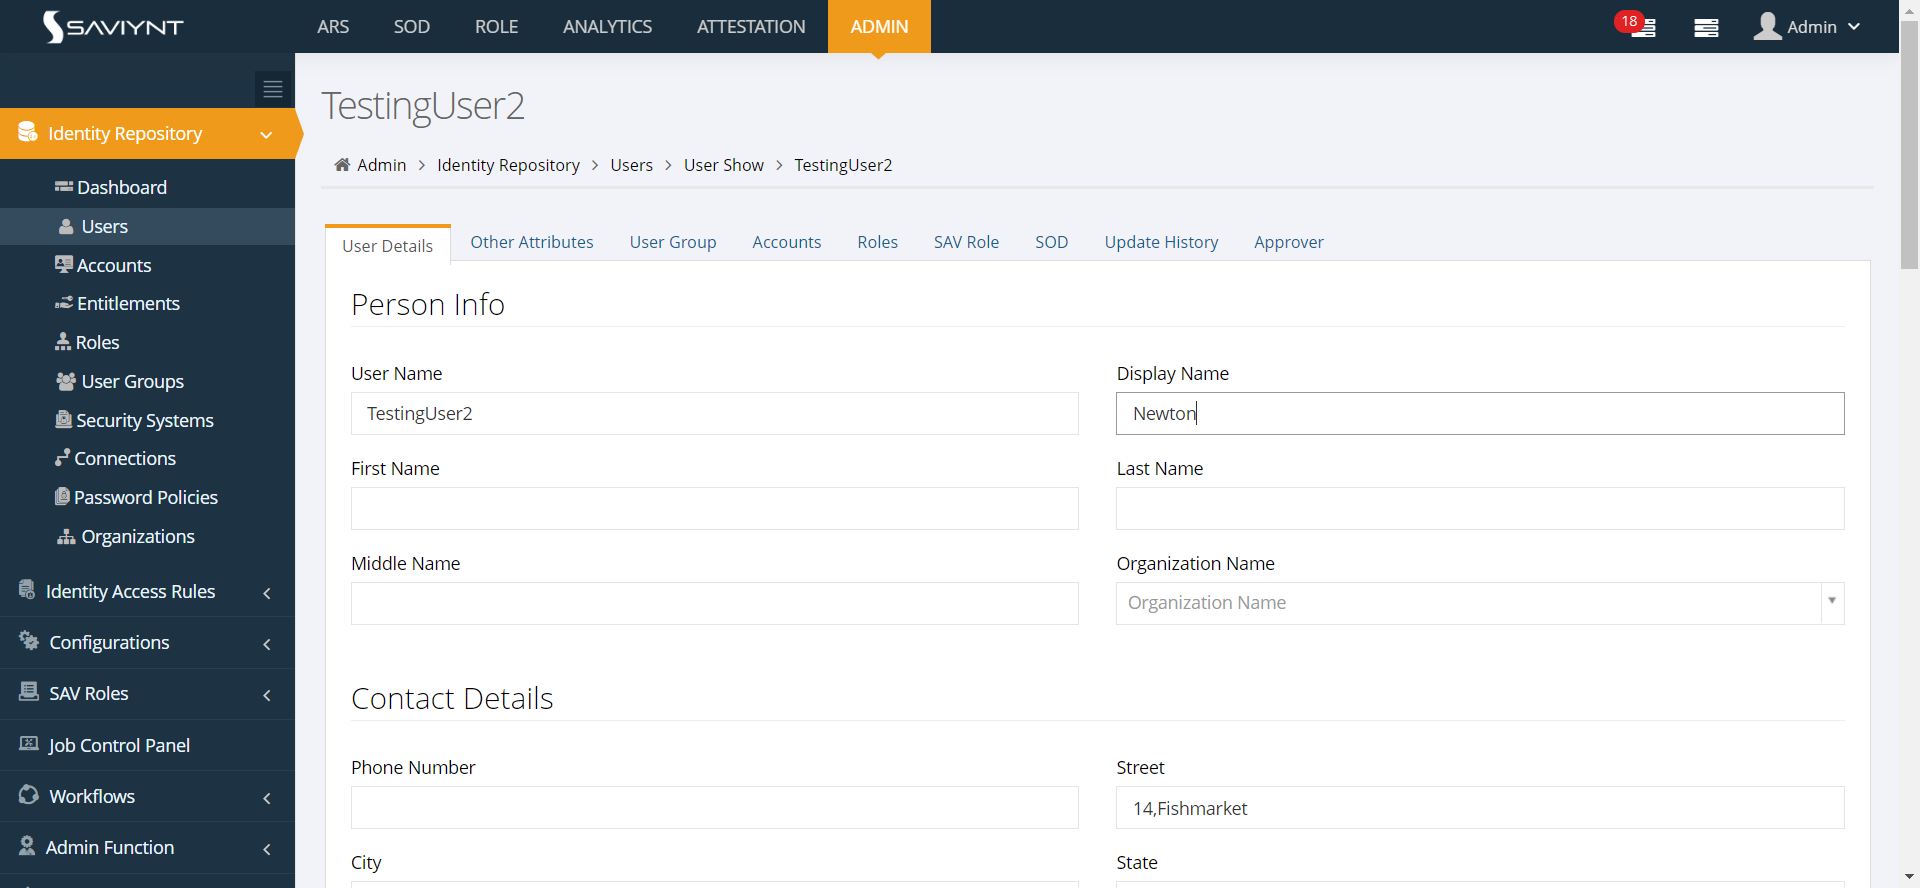 SAVIYNT
ARS SOD ROLE ANALYTICS ATTESTATION ADMIN
18
Admin
Identity Repository
Dashboard
Users
Accounts
Entitlements
Roles
User Groups
Security Systems
Connections
Password Policies
Organizations
Identity Access Rules
Configurations
SAV Roles
Job Control Panel
Workflows
Admin Function
TestingUser2
Admin > Identity Repository > Users > User Show > TestingUser2
User Details Other Attributes User Group Accounts Roles SAV Role SOD Update History Approver
Person Info
User Name Display Name
TestingUser2 Newton
First Name Last Name
Middle Name Organization Name
Organization Name
Contact Details
Phone Number Street
14,Fishmarket
City State